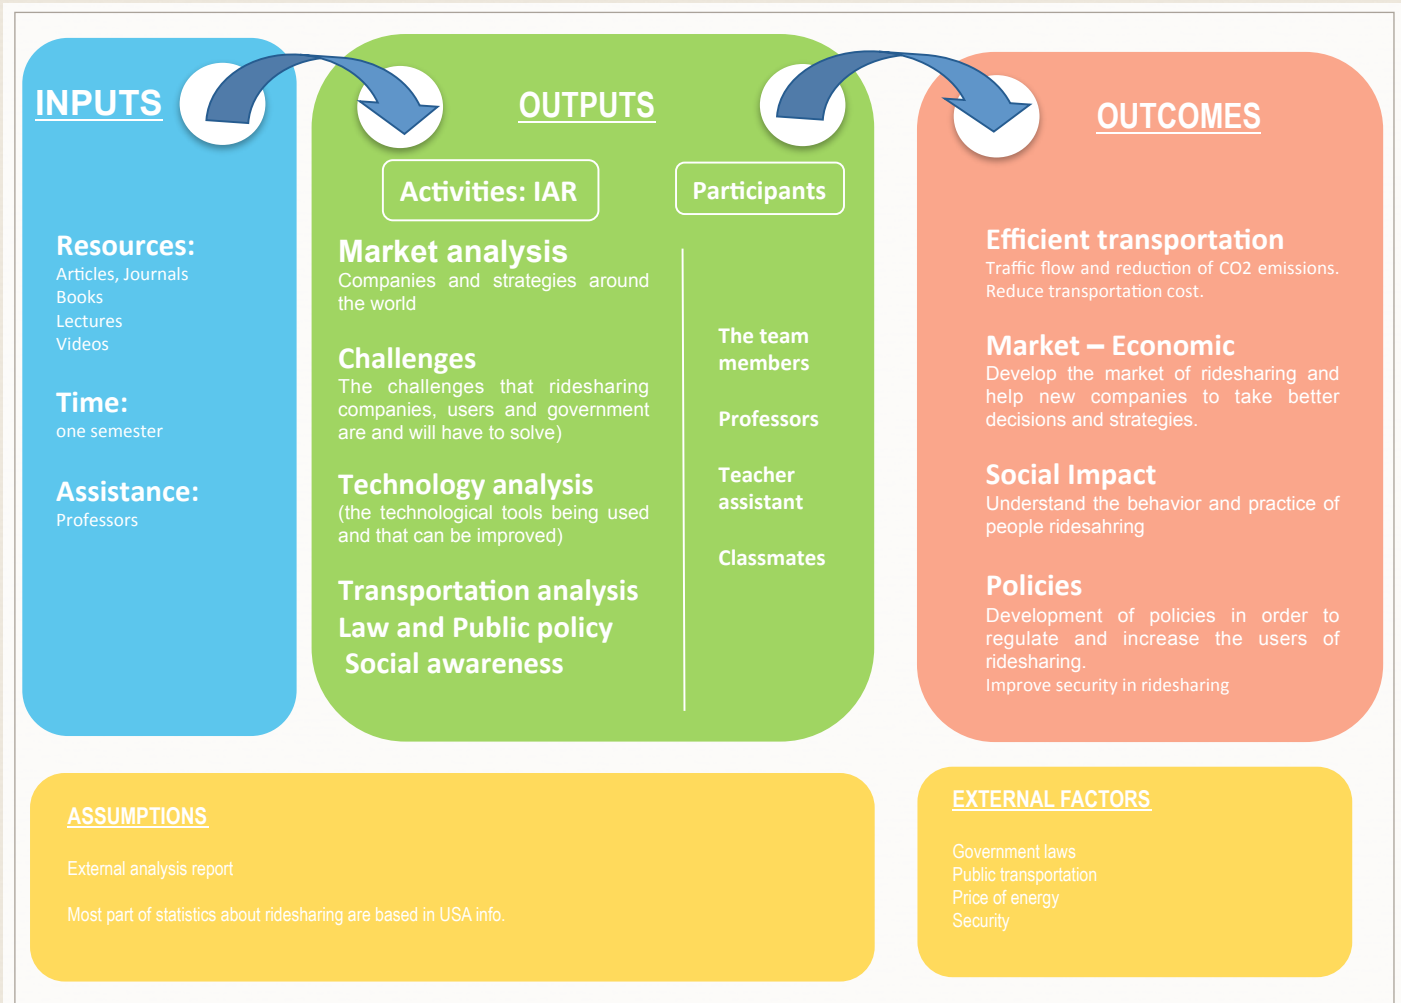 INPUTS
Resources:
Articles, Journals
Books
Lectures
Videos
Time:
one semester
Assistance:
Professors
OUTPUTS
Activities: IAR
Market analysis
Companies and strategies around
the world
Challenges
The challenges that ridesharing
companies, users and government
are and will have to solve)
Technology analysis
(the technological tools being used
and that can be improved)
Transportation analysis
Law and Public policy
Social awareness
Participants
The team
members
Professors
Teacher
assistant
Classmates
OUTCOMES
Efficient transportation
Traffic flow and reduction of CO2 emissions.
Reduce transportation cost.
Market – Economic
Develop the market of ridesharing and
help new companies to take better
decisions and strategies.
Social Impact
Understand the behavior and practice of
people ridesahring
Policies
Development of policies in order to
regulate and increase the users of
ridesharing.
Improve security in ridesharing
ASSUMPTIONS
External analysis report
Most part of statistics about ridesharing are based in USA info.
EXTERNAL FACTORS
Government laws
Public transportation
Price of energy
Security